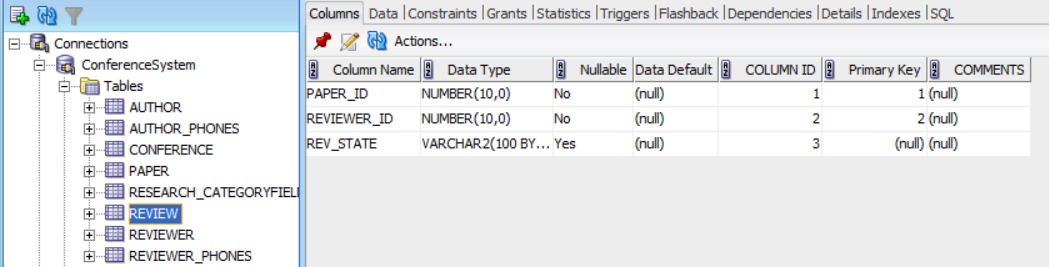 Connections
ConferenceSystem
Tables
AUTHOR
AUTHOR_PHONES
CONFERENCE
PAPER
RESEARCH_CATEGORYFIEL
REVIEW
REVIEWER
REVIEWER_PHONES
Columns Data Constraints Grants Statistics Triggers Flashback Dependencies Details Indexes SQL
Actions...
Column Name Data Type Nullable Data Default COLUMN ID Primary Key COMMENTS
PAPER_ID NUMBER(10,0) No (null) 1 1 (null)
REVIEWER_ID NUMBER(10,0) No (null) 2 2 (null)
REV_STATE VARCHAR2(100 BY... Yes (null) 3 (null) (null)